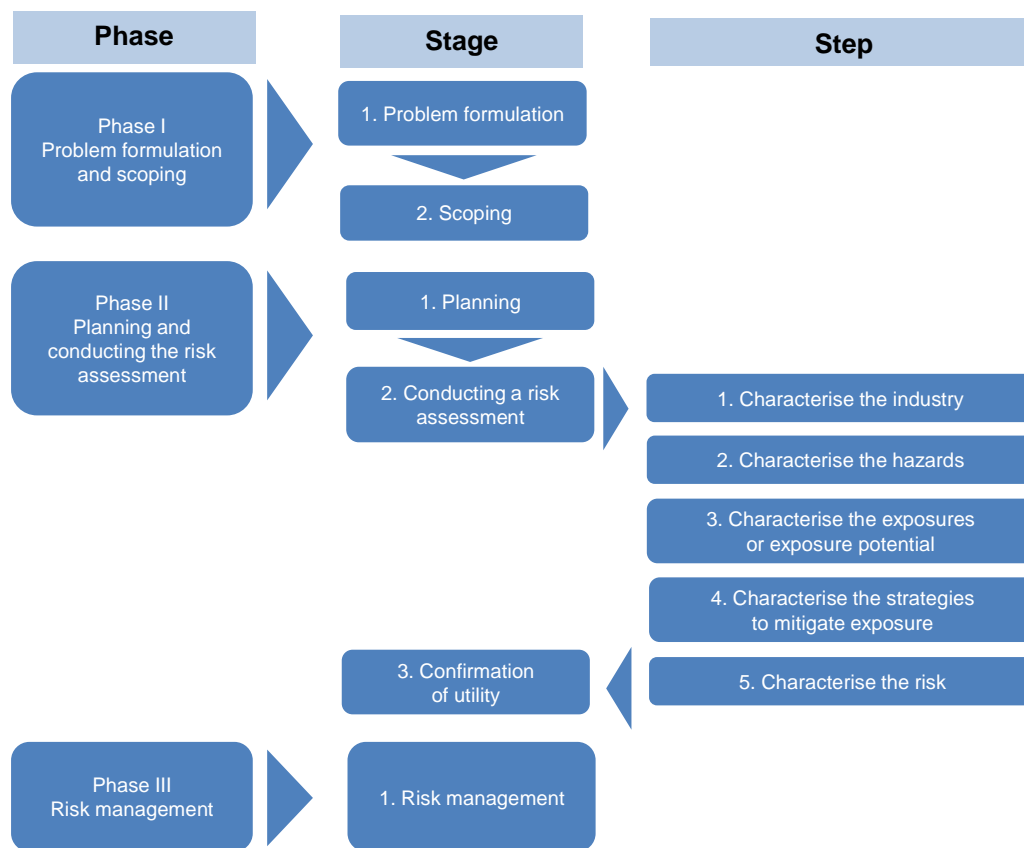 Phase
Stage
Step
Phase I
Problem formulation
and scoping
1. Problem formulation
2. Scoping
Phase II
Planning and
conducting the risk
assessment
1. Planning
2. Conducting a risk
assessment
1. Characterise the industry
2. Characterise the hazards
3. Characterise the exposures
or exposure potential
4. Characterise the strategies
to mitigate exposure
5. Characterise the risk
3. Confirmation
of utility
Phase III
Risk management
1. Risk management